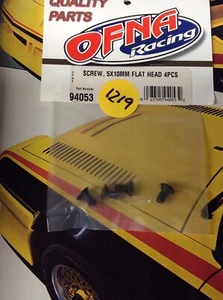 QUALITY
PARTS
OFNA
Racing
SCREW, 5X10MM FLAT HEAD 4PCS
Part Number
94053
1219